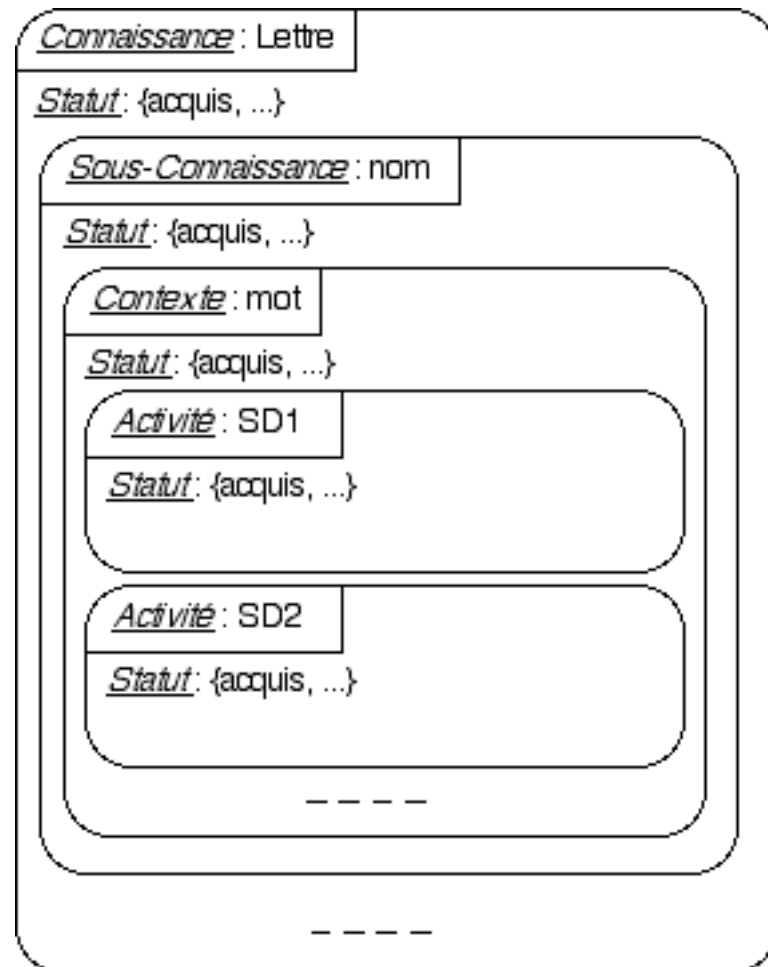 Connaissance : Lettre
Statut : {acquis, ...}
Sous-Connaissance : nom
Statut : {acquis, ...}
Contexte : mot
Statut : {acquis, ...}
Activité : SD1
Statut : {acquis, ...}
Activité : SD2
Statut : {acquis, ...}